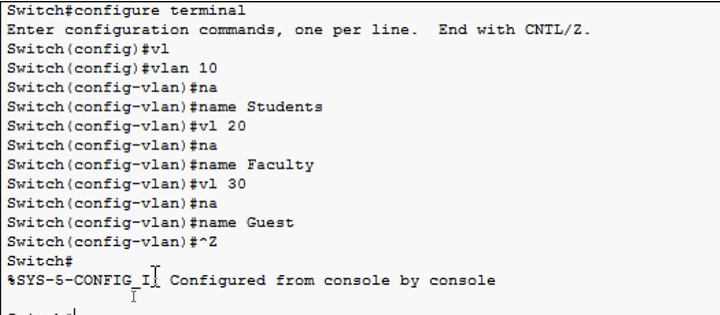 Switch#configure terminal
Enter configuration commands, one per line.  End with CNTL/Z.
Switch(config)#vl
Switch(config)#vlan 10
Switch(config-vlan)#na
Switch(config-vlan)#name Students
Switch(config-vlan)#vl 20
Switch(config-vlan)#na
Switch(config-vlan)#name Faculty
Switch(config-vlan)#vl 30
Switch(config-vlan)#na
Switch(config-vlan)#name Guest
Switch(config-vlan)#^Z
Switch#
%SYS-5-CONFIG_I: Configured from console by console